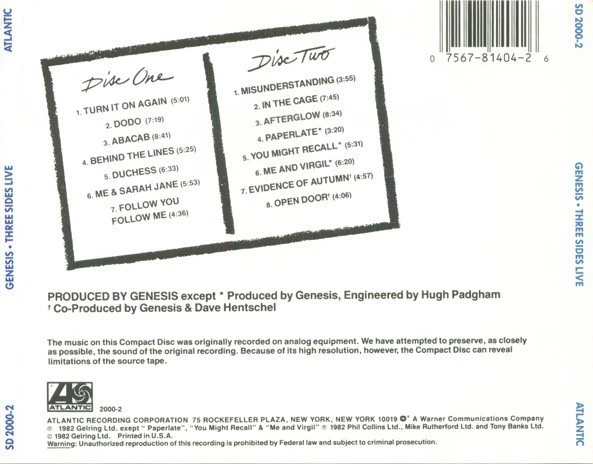 ATLANTIC
GENESIS • THREE SIDES LIVE
SD 2000-2
0 7567-81404-2 6
Disc One
1. TURN IT ON AGAIN (5:01)
2. DODO (7:19)
3. ABACAB (8:41)
4. BEHIND THE LINES (5:25)
5. DUCHESS (6:33)
6. ME & SARAH JANE (5:53)
7. FOLLOW YOU
FOLLOW ME (4:36)
Disc Two
1. MISUNDERSTANDING (3:55)
2. IN THE CAGE (7:45)
3. AFTERGLOW (8:34)
4. PAPERLATE* (3:20)
5. YOU MIGHT RECALL* (5:31)
6. ME AND VIRGIL* (6:20)
7. EVIDENCE OF AUTUMN† (4:57)
8. OPEN DOOR† (4:06)
PRODUCED BY GENESIS except * Produced by Genesis, Engineered by Hugh Padgham
† Co-Produced by Genesis & Dave Hentschel
The music on this Compact Disc was originally recorded on analog equipment. We have attempted to preserve, as closely
as possible, the sound of the original recording. Because of its high resolution, however, the Compact Disc can reveal
limitations of the source tape.
ATLANTIC
2000-2
ATLANTIC RECORDING CORPORATION 75 ROCKEFELLER PLAZA, NEW YORK, NEW YORK 10019 ® A Warner Communications Company
℗ 1982 Gelring Ltd. exept " Paperlate", "You Might Recall" & "Me and Virgil" ℗ 1982 Phil Collins Ltd., Mike Rutherford Ltd. and Tony Banks Ltd.
© 1982 Gelring Ltd. Printed in U.S.A.
Warning: Unauthorized reproduction of this recording is prohibited by Federal law and subject to criminal prosecution.
SD 2000-2
GENESIS • THREE SIDES LIVE
ATLANTIC